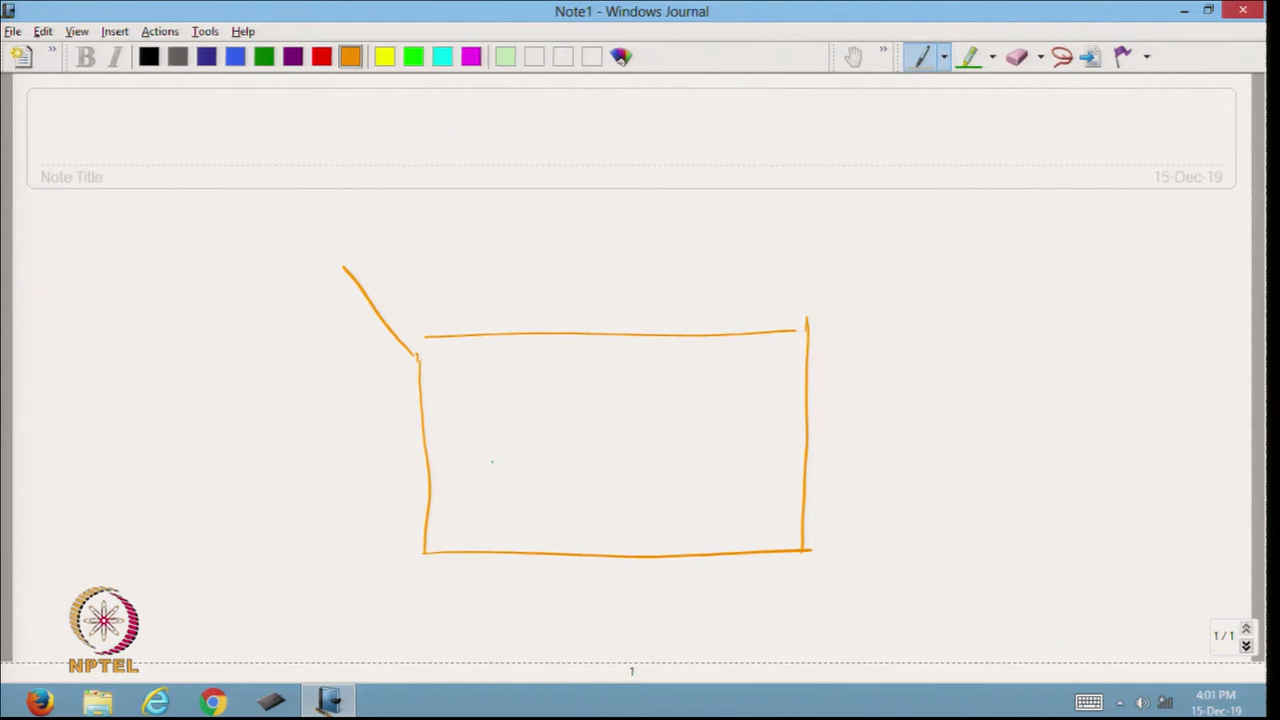 Note1 - Windows Journal
File Edit View Insert Actions Tools Help
B I
Note Title
15-Dec-19
1 / 1
NPTEL
1
4:01 PM
15-Dec-19